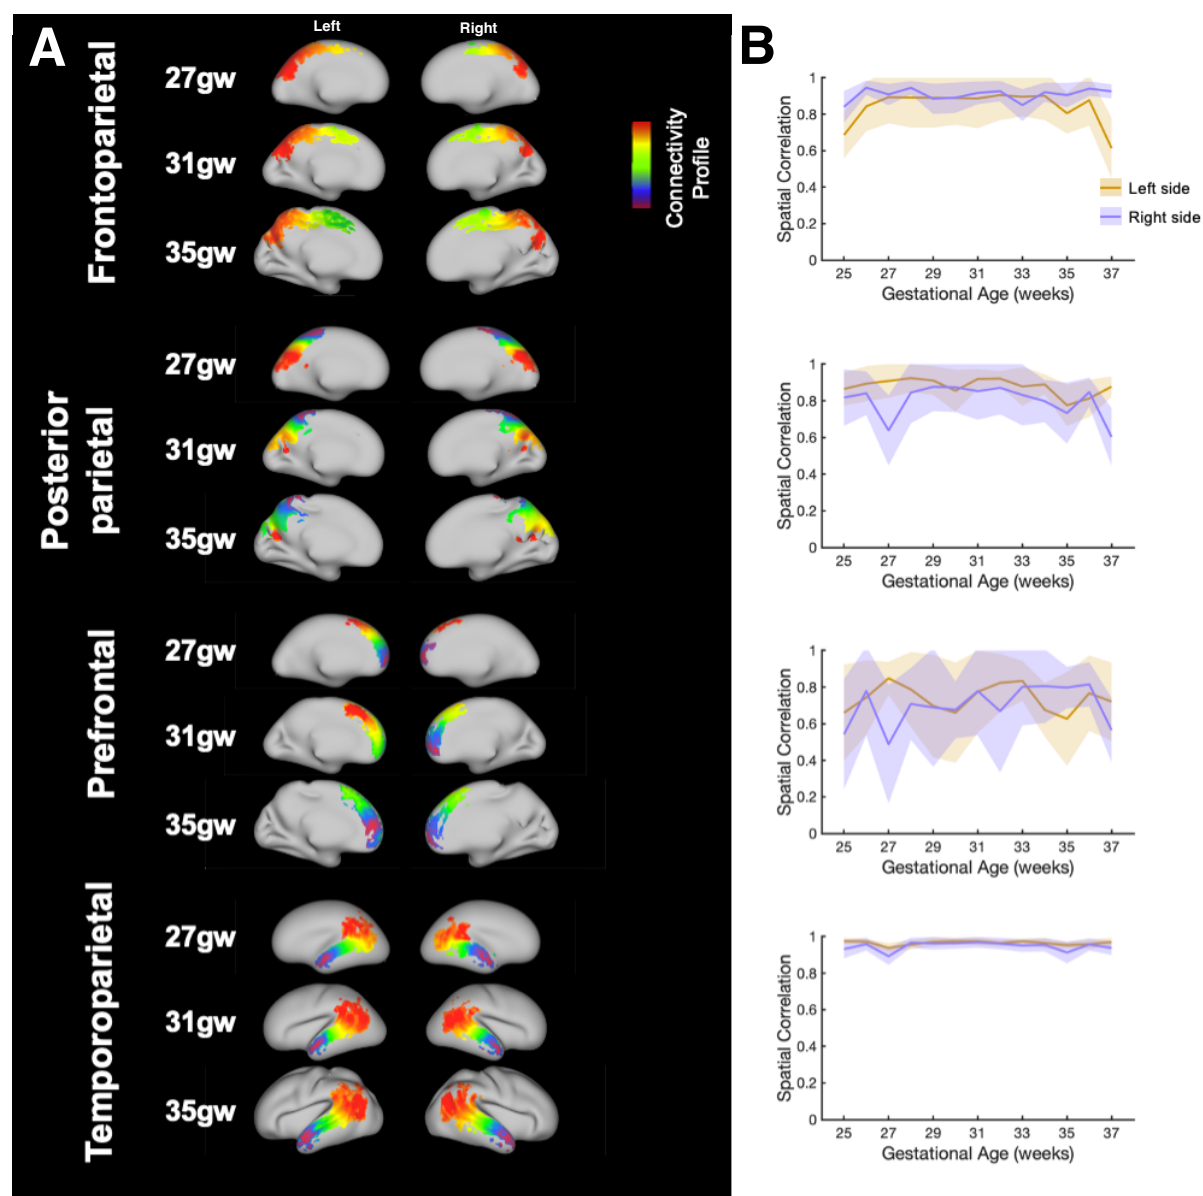 A
Left
Right
Frontoparietal
27gw
31gw
35gw
Connectivity
Profile
Posterior
parietal
27gw
31gw
35gw
Prefrontal
27gw
31gw
35gw
Temporoparietal
27gw
31gw
35gw
B
Spatial Correlation
1
0.8
0.6
0.4
0.2
0
25 27 29 31 33 35 37
Gestational Age (weeks)
Left side
Right side
Spatial Correlation
1
0.8
0.6
0.4
0.2
0
25 27 29 31 33 35 37
Gestational Age (weeks)
Spatial Correlation
1
0.8
0.6
0.4
0.2
0
25 27 29 31 33 35 37
Gestational Age (weeks)
Spatial Correlation
1
0.8
0.6
0.4
0.2
0
25 27 29 31 33 35 37
Gestational Age (weeks)